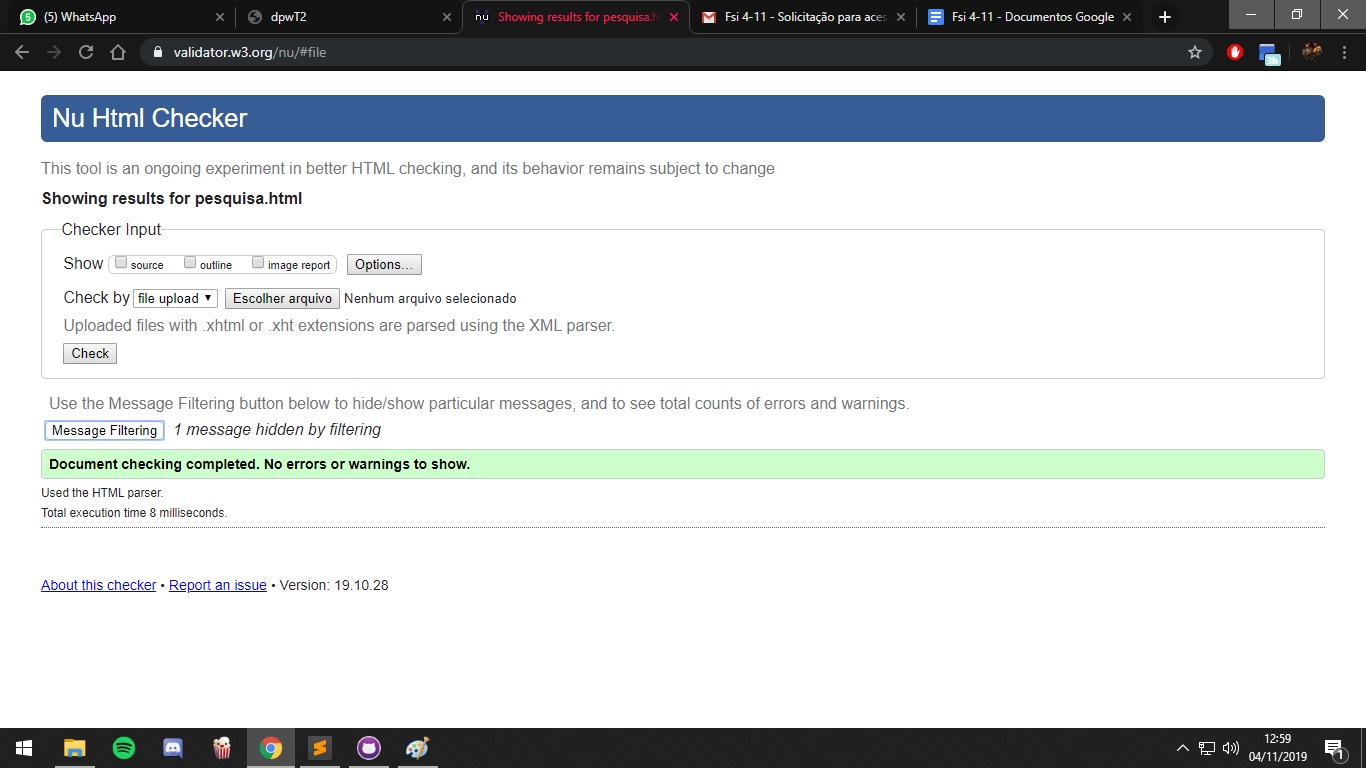 (5) WhatsApp
dpwT2
Showing results for pesquisa.h
Fsi 4-11 - Solicitação para aces
Fsi 4-11 - Documentos Google
validator.w3.org/nu/#file
3h
Nu Html Checker
This tool is an ongoing experiment in better HTML checking, and its behavior remains subject to change
Showing results for pesquisa.html
Checker Input
Show source outline image report Options...
Check by file upload Escolher arquivo Nenhum arquivo selecionado
Uploaded files with .xhtml or .xht extensions are parsed using the XML parser.
Check
Use the Message Filtering button below to hide/show particular messages, and to see total counts of errors and warnings.
Message Filtering 1 message hidden by filtering
Document checking completed. No errors or warnings to show.
Used the HTML parser.
Total execution time 8 milliseconds.
About this checker • Report an issue • Version: 19.10.28
12:59
04/11/2019
1